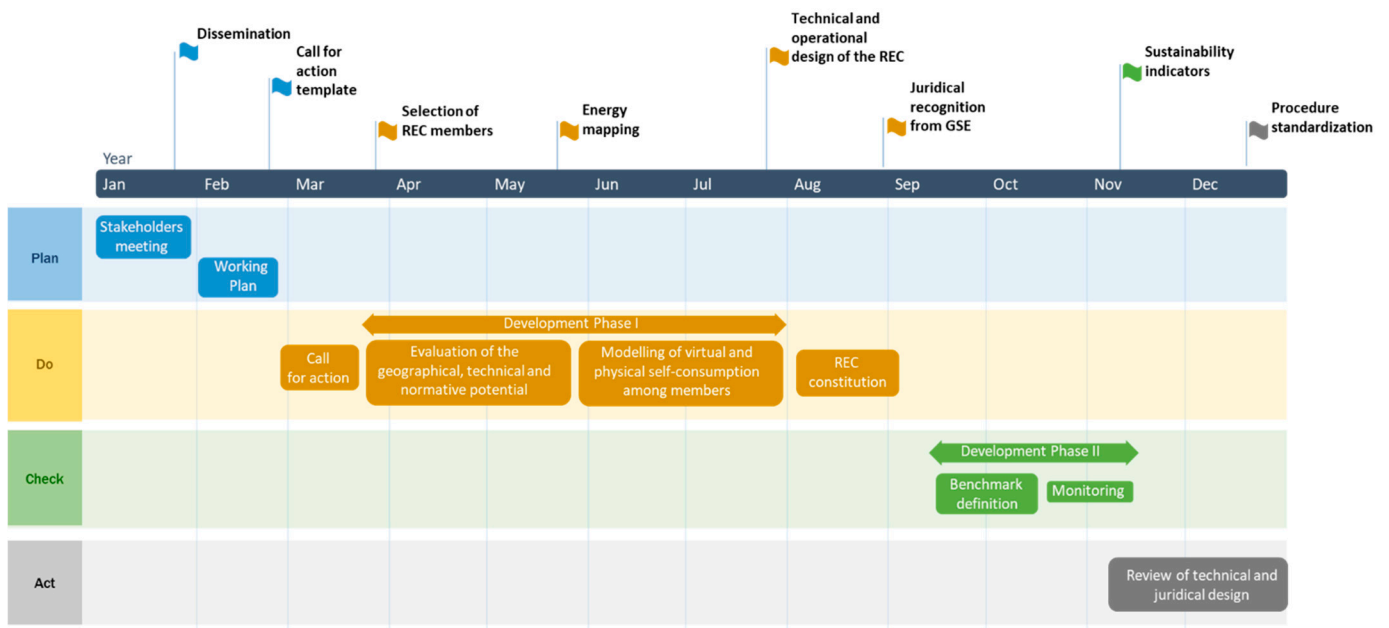 Dissemination
Call for
action
template
Selection of
REC members
Energy
mapping
Technical and
operational
design of the REC
Juridical
recognition
from GSE
Sustainability
indicators
Procedure
standardization
Year
Jan Feb Mar Apr May Jun Jul Aug Sep Oct Nov Dec
Plan
Stakeholders
meeting
Working
Plan
Do
Development Phase I
Call
for action
Evaluation of the
geographical, technical and
normative potential
Modelling of virtual and
physical self-consumption
among members
REC
constitution
Check
Development Phase II
Benchmark
definition
Monitoring
Act
Review of technical and
juridical design